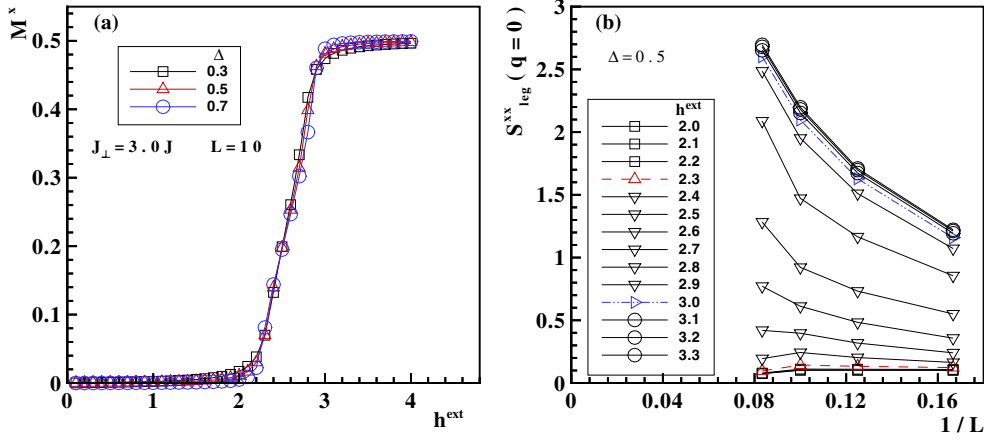 (a)
M^x
Δ
0.3
0.5
0.7
J_⊥=3.0J L=10
0.5
0.4
0.3
0.2
0.1
0
0 1 2 3 4
h^ext
(b)
S^xx_leg ( q = 0 )
Δ=0.5
h^ext
2.0
2.1
2.2
2.3
2.4
2.5
2.6
2.7
2.8
2.9
3.0
3.1
3.2
3.3
3
2.5
2
1.5
1
0.5
0
0 0.04 0.08 0.12 0.16
1 / L